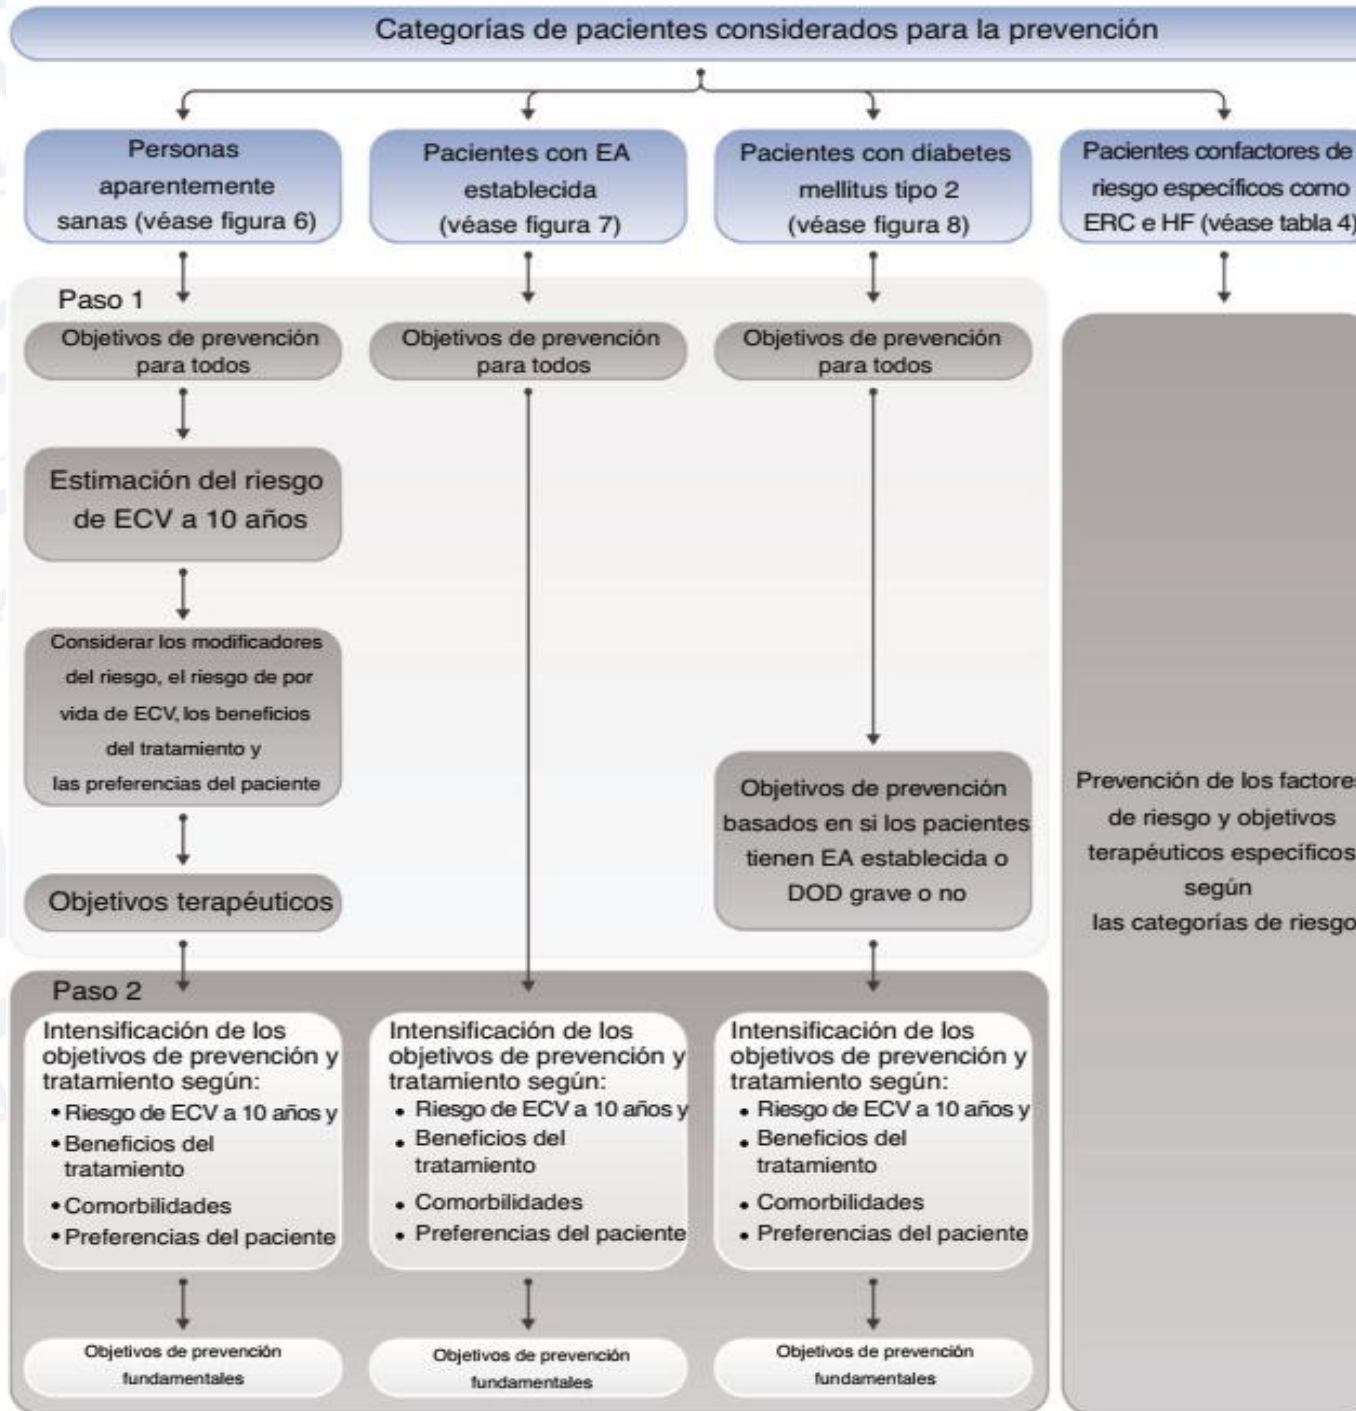 Categorías de pacientes considerados para la prevención
Personas
aparentemente
sanas (véase figura 6)
Pacientes con EA
establecida
(véase figura 7)
Pacientes con diabetes
mellitus tipo 2
(véase figura 8)
Pacientes confactores de
riesgo específicos como
ERC e HF (véase tabla 4)
Paso 1
Objetivos de prevención
para todos
Objetivos de prevención
para todos
Objetivos de prevención
para todos
Estimación del riesgo
de ECV a 10 años
Considerar los modificadores
del riesgo, el riesgo de por
vida de ECV, los beneficios
del tratamiento y
las preferencias del paciente
Objetivos terapéuticos
Objetivos de prevención
basados en si los pacientes
tienen EA establecida o
DOD grave o no
Prevención de los factores
de riesgo y objetivos
terapéuticos específicos
según
las categorías de riesgo
Paso 2
Intensificación de los
objetivos de prevención y
tratamiento según:
• Riesgo de ECV a 10 años y
• Beneficios del
tratamiento
• Comorbilidades
• Preferencias del paciente
Intensificación de los
objetivos de prevención y
tratamiento según:
• Riesgo de ECV a 10 años y
• Beneficios del
tratamiento
• Comorbilidades
• Preferencias del paciente
Intensificación de los
objetivos de prevención y
tratamiento según:
• Riesgo de ECV a 10 años y
• Beneficios del
tratamiento
• Comorbilidades
• Preferencias del paciente
Objetivos de prevención
fundamentales
Objetivos de prevención
fundamentales
Objetivos de prevención
fundamentales